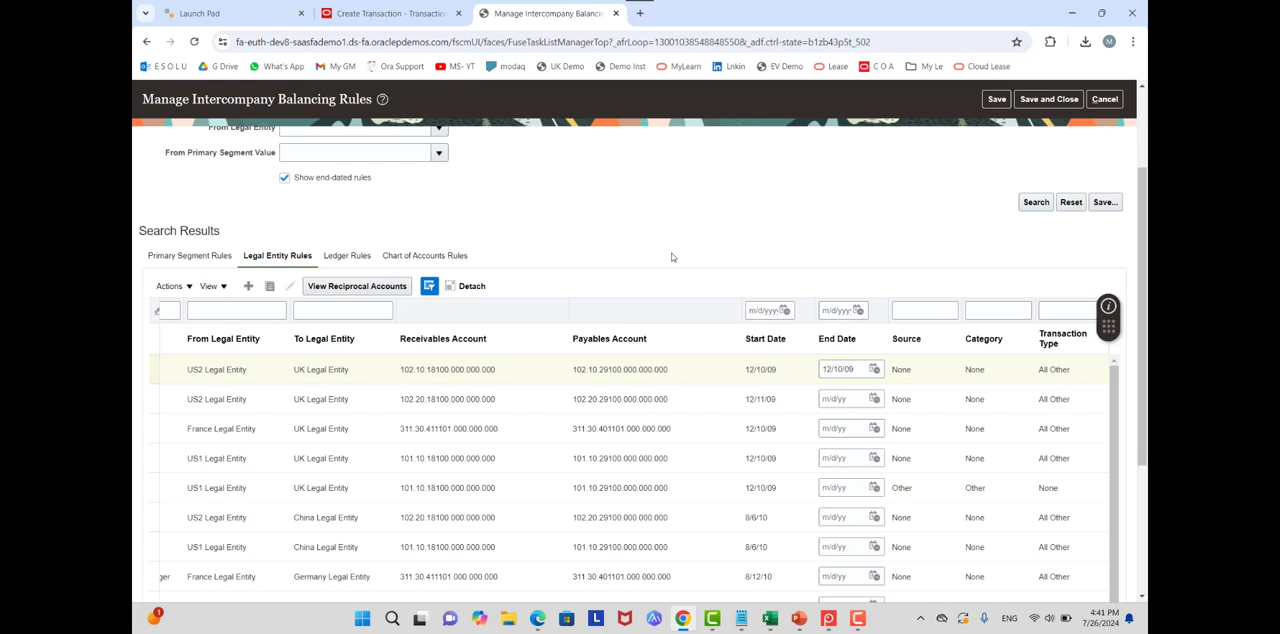 Launch Pad
Create Transaction - Transactio
Manage Intercompany Balancin
fa-euth-dev8-saasfademo1.ds-fa.oraclepdemos.com/fscmUI/faces/FuseTaskListManagerTop?_afrLoop=130010385488485550&_adf.ctrl-state=b1zb43p5t_502
M
E S O L U G Drive What's App My GM Ora Support MS- YT modaq UK Demo Demo Inst MyLearn Lnkin EV Demo Lease C O A My Le Cloud Lease
Manage Intercompany Balancing Rules
Save Save and Close Cancel
From Legal Entity
From Primary Segment Value
Show end-dated rules
Search Reset Save...
Search Results
Primary Segment Rules Legal Entity Rules Ledger Rules Chart of Accounts Rules
Actions View View Reciprocal Accounts Detach
m/d/yyy m/d/yyy
From Legal Entity To Legal Entity Receivables Account Payables Account Start Date End Date Source Category Transaction Type
US2 Legal Entity UK Legal Entity 102.10.18100.000.000.000 102.10.29100.000.000.000 12/10/09 12/10/09 None None All Other
US2 Legal Entity UK Legal Entity 102.20.18100.000.000.000 102.20.29100.000.000.000 12/11/09 m/d/yy None None All Other
France Legal Entity UK Legal Entity 311.30.411101.000.000.000 311.30.401101.000.000.000 12/10/09 m/d/yy None None All Other
US1 Legal Entity UK Legal Entity 101.10.18100.000.000.000 101.10.29100.000.000.000 12/10/09 m/d/yy None None All Other
US1 Legal Entity UK Legal Entity 101.10.18100.000.000.000 101.10.29100.000.000.000 12/10/09 m/d/yy Other Other None
US2 Legal Entity China Legal Entity 102.20.18100.000.000.000 102.20.29100.000.000.000 8/6/10 m/d/yy None None All Other
US1 Legal Entity China Legal Entity 101.10.18100.000.000.000 101.10.29100.000.000.000 8/6/10 m/d/yy None None All Other
ger France Legal Entity Germany Legal Entity 311.30.411101.000.000.000 311.30.401101.000.000.000 8/12/10 m/d/yy None None All Other
1
ENG
4:41 PM
7/26/2024